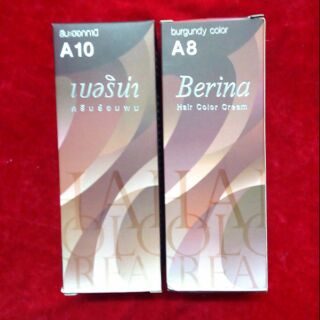 สีมะฮอกกานี
A10
เบอริน่า
ครีมย้อมผม
burgundy color
A8
Berina
Hair Color Cream